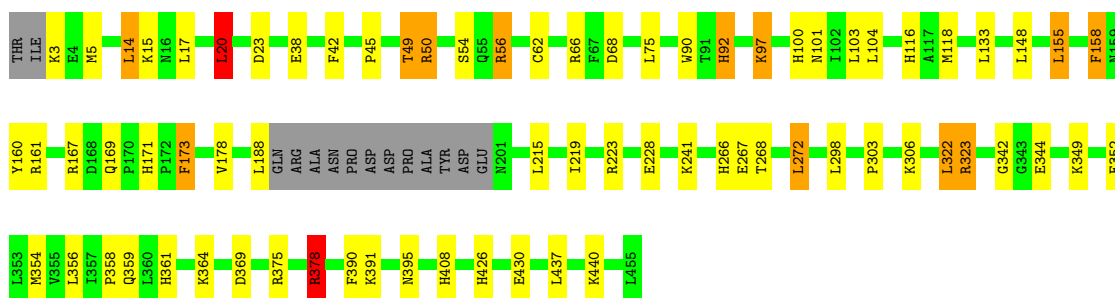 THR ILE K3 E4 M5 L14 K15 N16 L17 L20 D23 E38 F42 P45 T49 R50 S54 Q55 R56 C62 R66 F67 D68 L75 W90 T91 H92 K97 H100 N101 I102 L103 L104 H116 A117 M118 L133 L148 L155 F158 N159
Y160 R161 R167 D168 Q169 P170 H171 P172 F173 V178 L188 GLN ARG ALA ASN PRO ASP ASP PRO ALA TYR ASP GLU N201 L215 I219 R223 E228 K241 H266 E267 T268 L272 L298 P303 K306 L322 R323 G342 G343 E344 K349 E352
L353 M354 V355 L356 I357 P358 Q359 L360 H361 K364 D369 R375 R378 F390 K391 N395 H408 H426 E430 L437 K440 L455